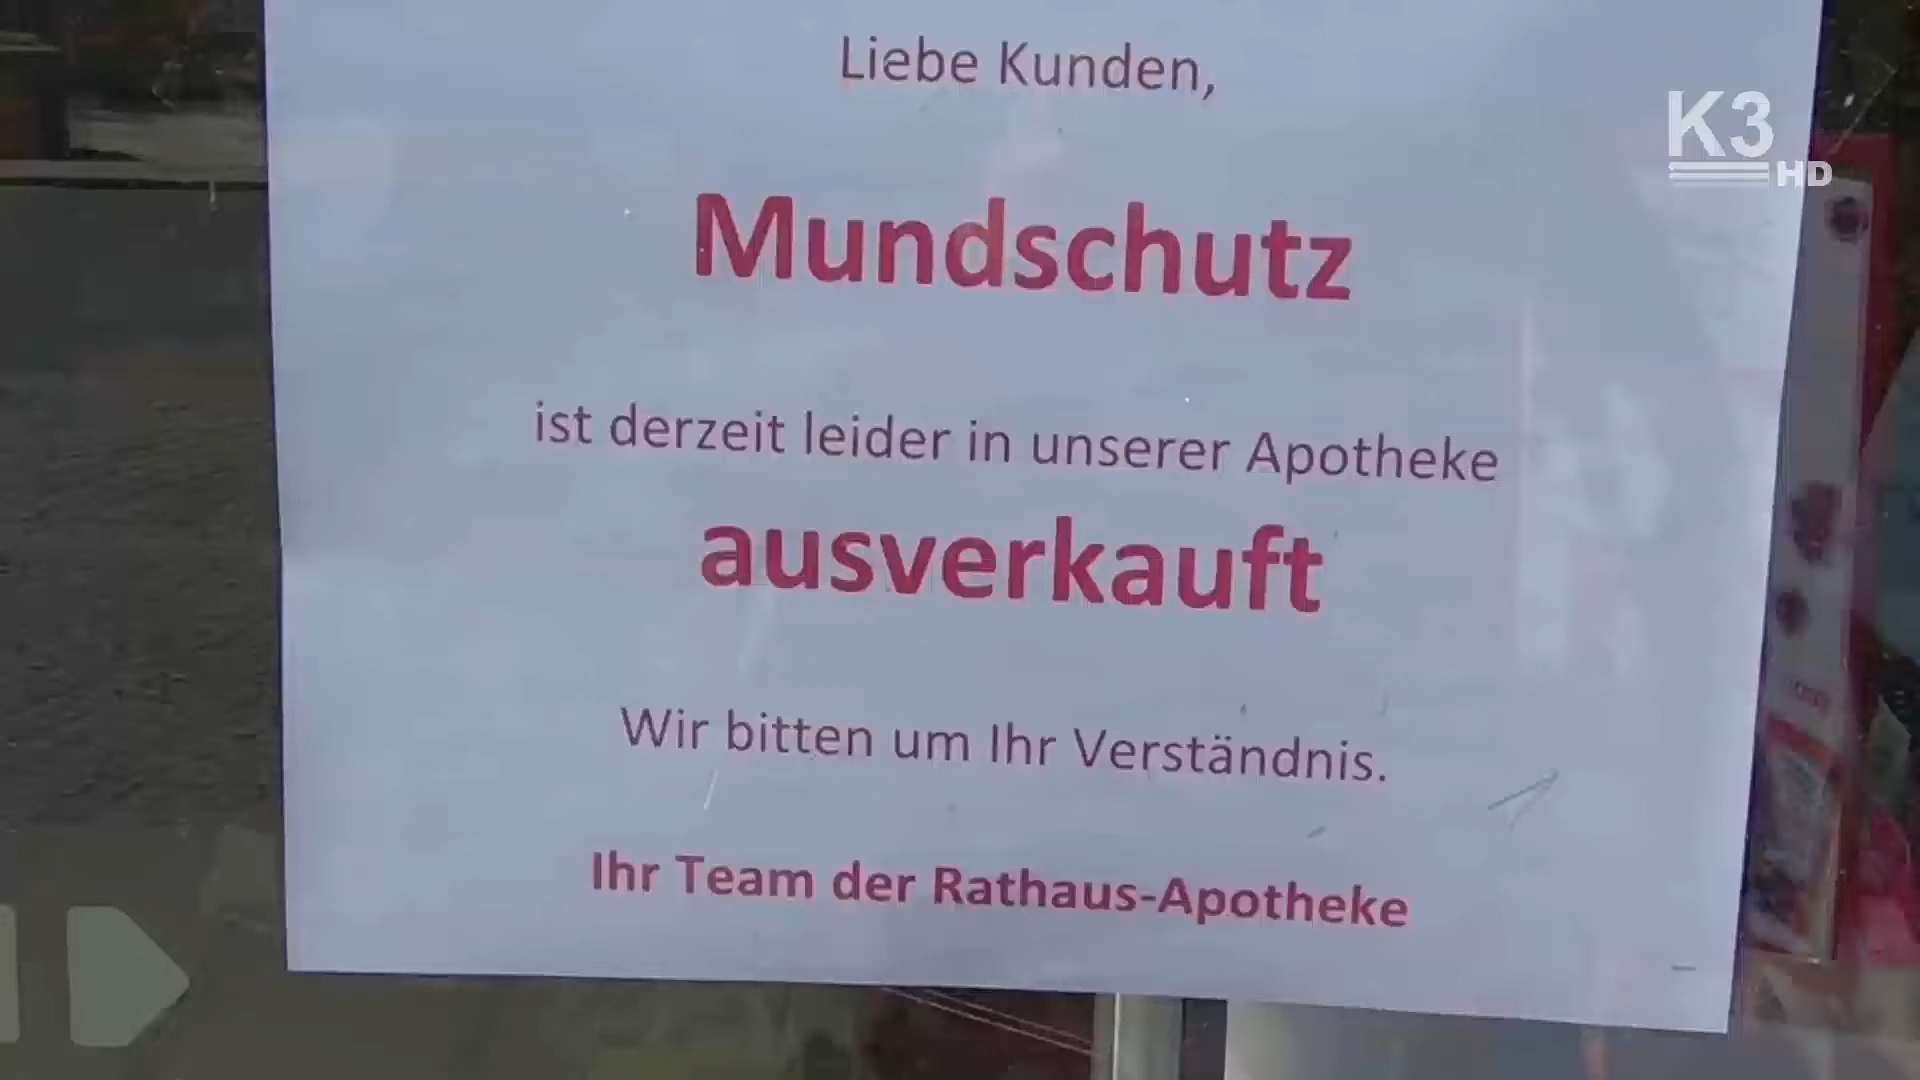 Liebe Kunden,
K3
HD
Mundschutz
ist derzeit leider in unserer Apotheke
ausverkauft
Wir bitten um Ihr Verständnis.
Ihr Team der Rathaus-Apotheke